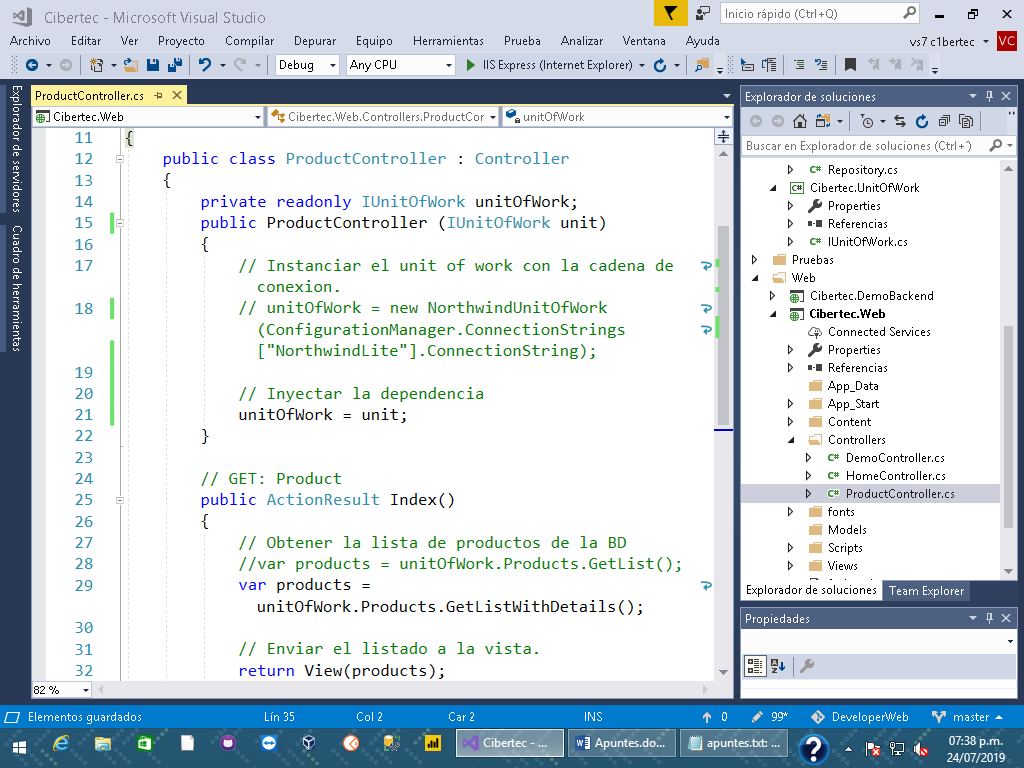 Cibertec - Microsoft Visual Studio
Inicio rápido (Ctrl+Q)
Archivo Editar Ver Proyecto Compilar Depurar Equipo Herramientas Prueba Analizar Ventana Ayuda
vs7 c1bertec VC
Debug Any CPU IIS Express (Internet Explorer)
Explorador de servidores
Cuadro de herramientas
ProductController.cs
Cibertec.Web Cibertec.Web.Controllers.ProductCor unitOfWork
11 {
12 public class ProductController : Controller
13 {
14 private readonly IUnitOfWork unitOfWork;
15 public ProductController (IUnitOfWork unit)
16 {
17 // Instanciar el unit of work con la cadena de
conexion.
18 // unitOfWork = new NorthwindUnitOfWork
(ConfigurationManager.ConnectionStrings
["NorthwindLite"].ConnectionString);
19
20 // Inyectar la dependencia
21 unitOfWork = unit;
22 }
23
24 // GET: Product
25 public ActionResult Index()
26 {
27 // Obtener la lista de productos de la BD
28 //var products = unitOfWork.Products.GetList();
29 var products =
unitOfWork.Products.GetListWithDetails();
30
31 // Enviar el listado a la vista.
32 return View(products);
82 %
Explorador de soluciones
Buscar en Explorador de soluciones (Ctrl+´)
C# Repository.cs
C# Cibertec.UnitOfWork
Properties
Referencias
C# IUnitOfWork.cs
Pruebas
Web
Cibertec.DemoBackend
Cibertec.Web
Connected Services
Properties
Referencias
App_Data
App_Start
Content
Controllers
C# DemoController.cs
C# HomeController.cs
C# ProductController.cs
fonts
Models
Scripts
Views
Explorador de soluciones Team Explorer
Propiedades
Elementos guardados Lín 35 Col 2 Car 2 INS 0 99* DeveloperWeb master
Cibertec - ... Apuntes.do... apuntes.txt: ...
07:38 p.m.
24/07/2019